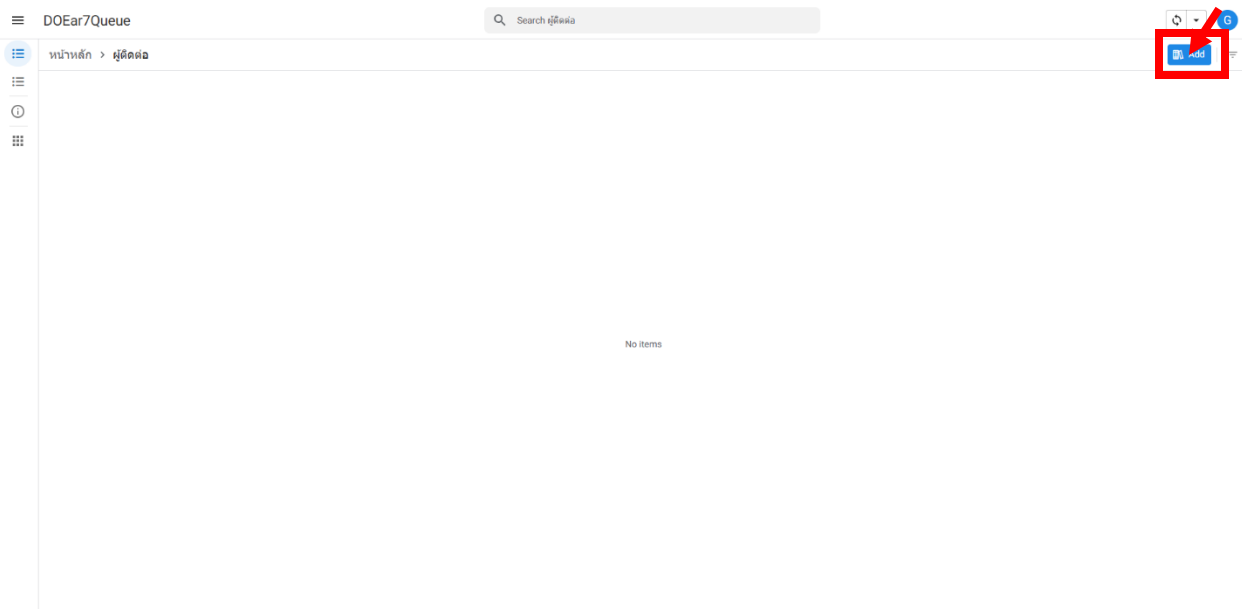 DOEar7Queue
Search ผู้ติดต่อ
G
หน้าหลัก > ผู้ติดต่อ
Add
No items